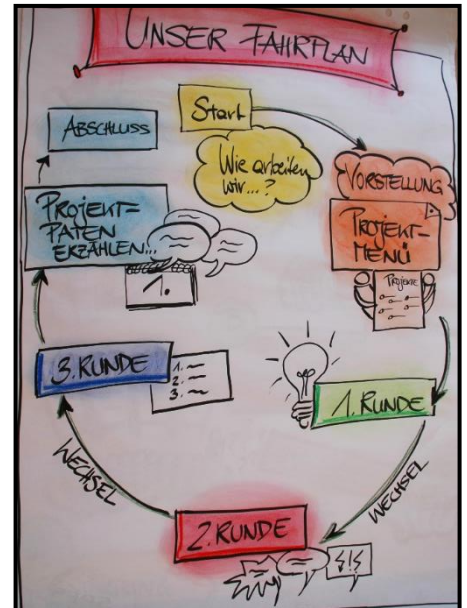 UNSER FAHRPLAN
Start
Wie arbeiten
wir...?
VORSTELLUNG
PROJEKT-
MENÜ
PROJEKTE
1. RUNDE
WECHSEL
2. RUNDE
WECHSEL
3. RUNDE
1.
2.
3.
PROJEKT-
PATEN
ERZÄHLEN...
1.
ABSCHLUSS